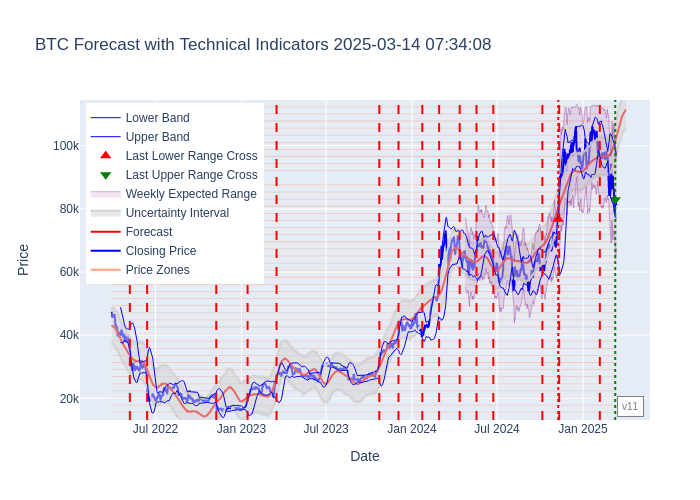 BTC Forecast with Technical Indicators 2025-03-14 07:34:08
Lower Band
Upper Band
Last Lower Range Cross
Last Upper Range Cross
Weekly Expected Range
Uncertainty Interval
Forecast
Closing Price
Price Zones
Price
100k
80k
60k
40k
20k
v11
Jul 2022
Jan 2023
Jul 2023
Jan 2024
Jul 2024
Jan 2025
Date